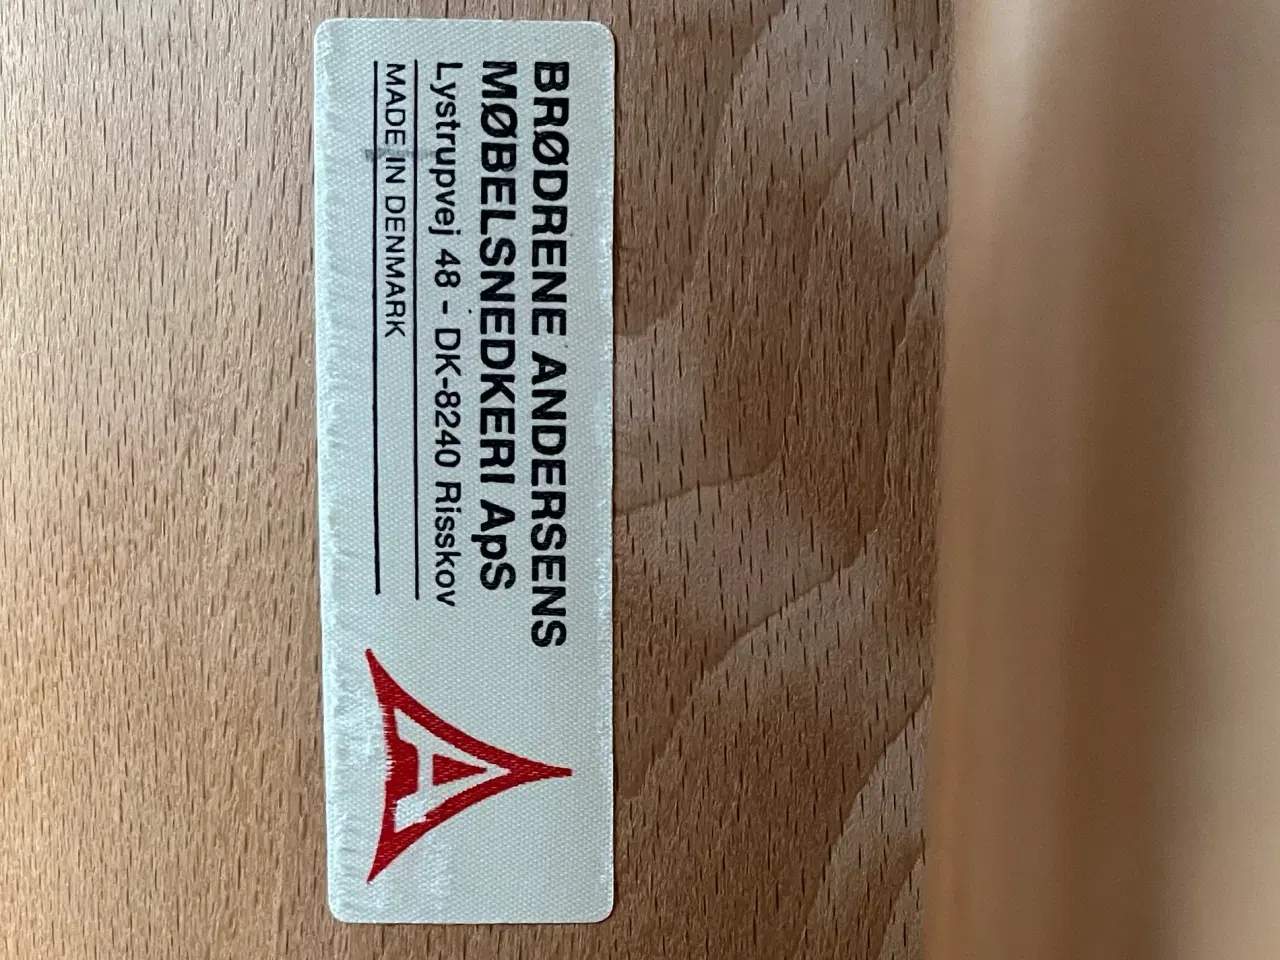 BRØDRENE ANDERSENS
MØBELSNEDKERI ApS
Lystrupvej 48 - DK-8240 Risskov
MADE IN DENMARK
A